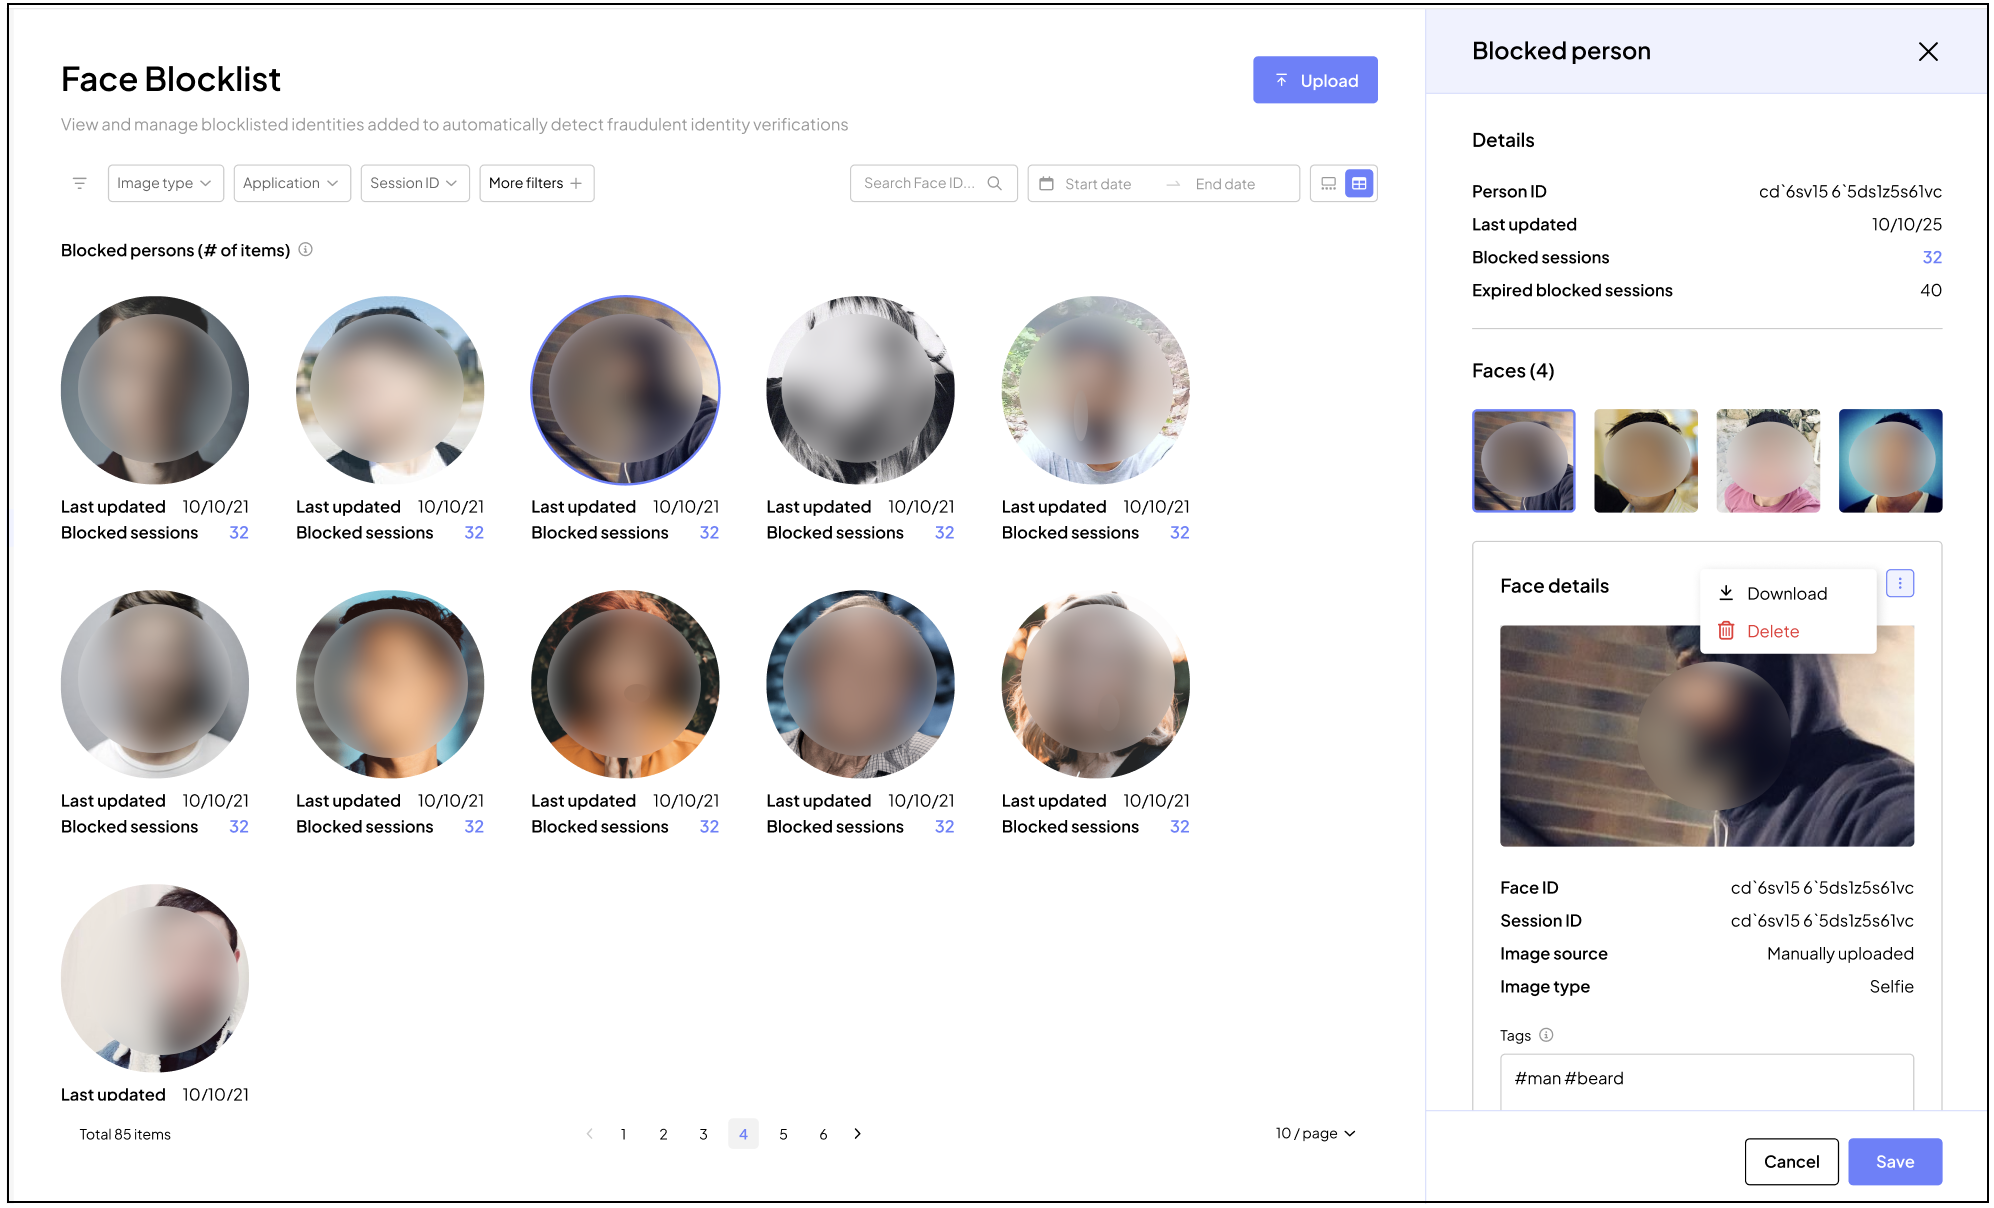 Face Blocklist
Upload
View and manage blocklisted identities added to automatically detect fraudulent identity verifications
Image type
Application
Session ID
More filters
Search Face ID...
Start date
End date
Blocked persons (# of items)
Last updated 10/10/21
Blocked sessions 32
Last updated 10/10/21
Blocked sessions 32
Last updated 10/10/21
Blocked sessions 32
Last updated 10/10/21
Blocked sessions 32
Last updated 10/10/21
Blocked sessions 32
Last updated 10/10/21
Blocked sessions 32
Last updated 10/10/21
Blocked sessions 32
Last updated 10/10/21
Blocked sessions 32
Last updated 10/10/21
Blocked sessions 32
Last updated 10/10/21
Blocked sessions 32
Last updated 10/10/21
Total 85 items
1 2 3 4 5 6
10 / page
Blocked person
Details
Person ID cd`6sv15 6`5ds1z5s61vc
Last updated 10/10/25
Blocked sessions 32
Expired blocked sessions 40
Faces (4)
Face details
Download
Delete
Face ID cd`6sv15 6`5ds1z5s61vc
Session ID cd`6sv15 6`5ds1z5s61vc
Image source Manually uploaded
Image type Selfie
Tags
#man #beard
Cancel
Save